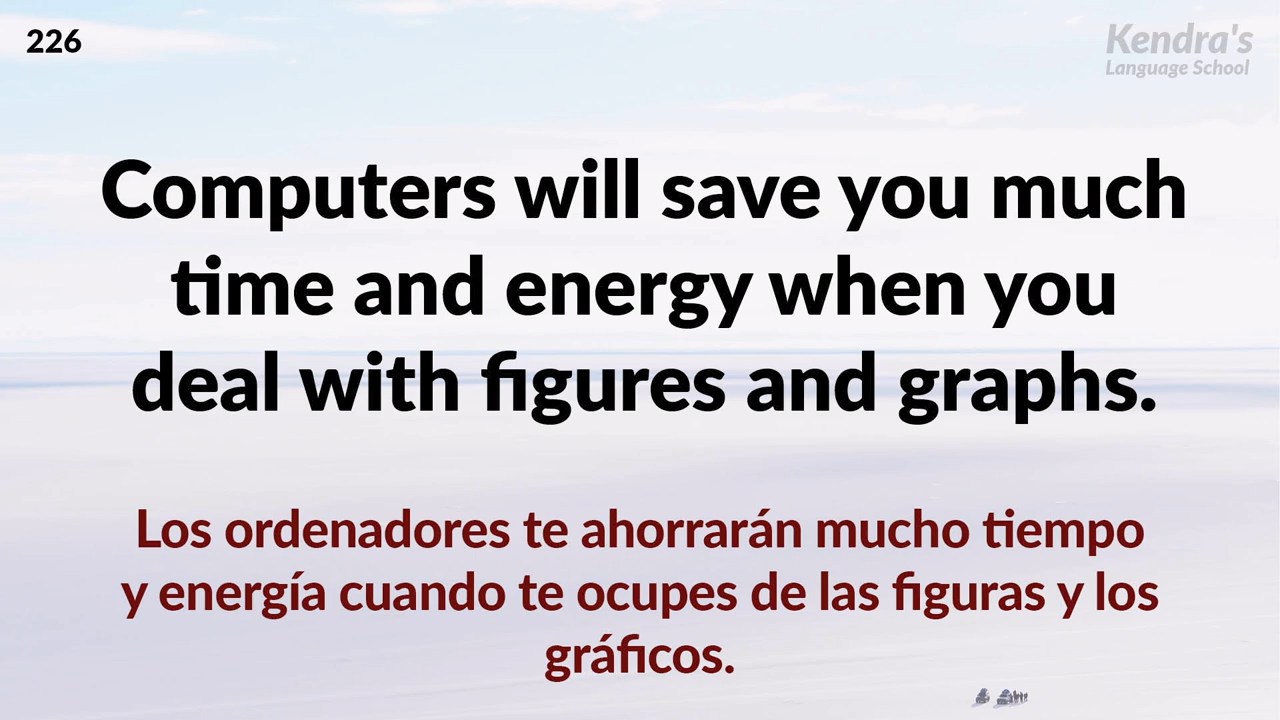 226
Kendra's
Language School
Computers will save you much
time and energy when you
deal with figures and graphs.
Los ordenadores te ahorrarán mucho tiempo
y energía cuando te ocupes de las figuras y los
gráficos.